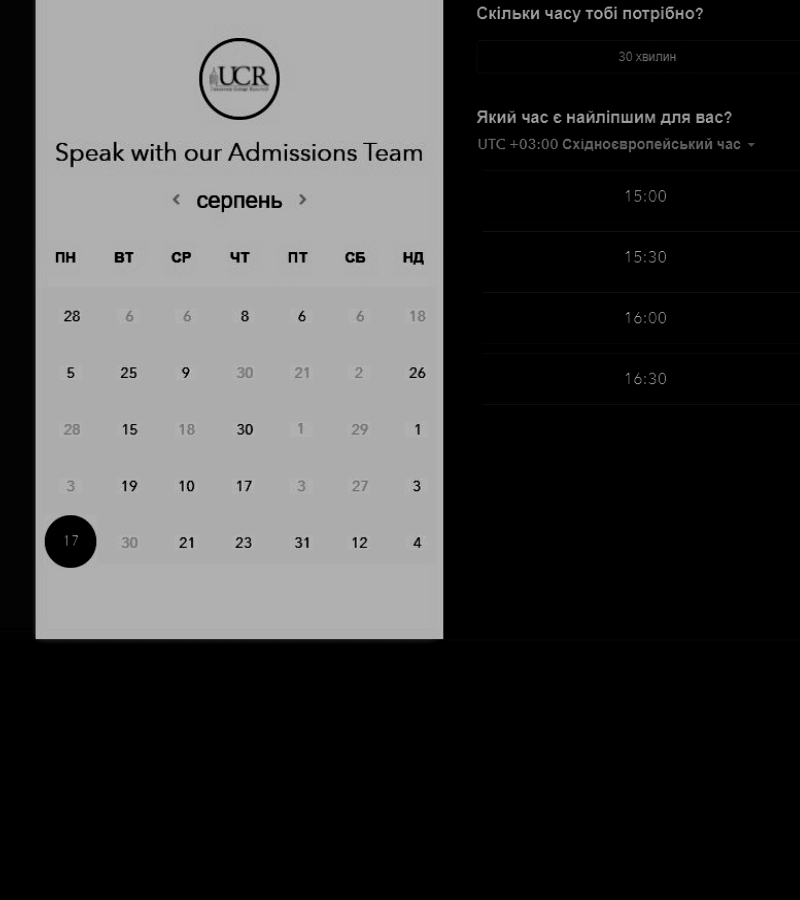 UCR
Speak with our Admissions Team
серпень
ПН ВТ СР ЧТ ПТ СБ НД
28 6 6 8 6 6 18
5 25 9 30 21 2 26
28 15 18 30 1 29 1
3 19 10 17 3 27 3
17 30 21 23 31 12 4
Скільки часу тобі потрібно?
30 хвилин
Який час є найліпшим для вас?
UTC +03:00 Східноєвропейський час
15:00
15:30
16:00
16:30